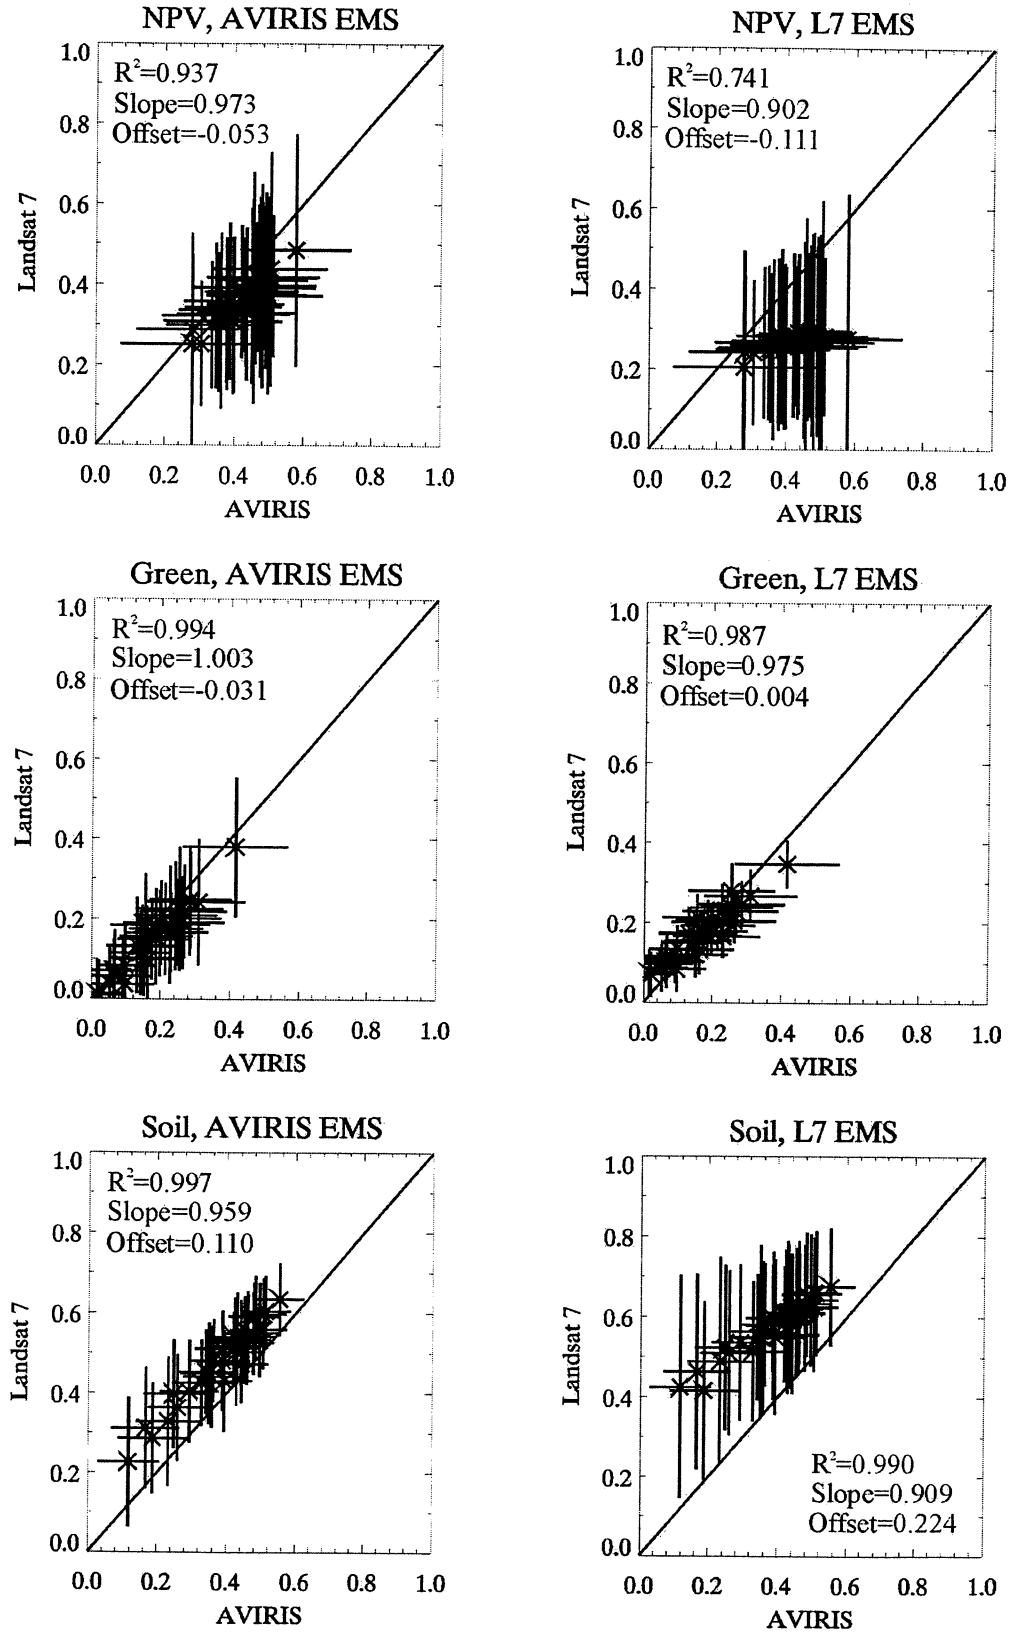 NPV, AVIRIS EMS
R²=0.937
Slope=0.973
Offset=-0.053
1.0
0.8
0.6
0.4
0.2
0.0
Landsat 7
0.0 0.2 0.4 0.6 0.8 1.0
AVIRIS
NPV, L7 EMS
R²=0.741
Slope=0.902
Offset=-0.111
1.0
0.8
0.6
0.4
0.2
0.0
Landsat 7
0.0 0.2 0.4 0.6 0.8 1.0
AVIRIS
Green, AVIRIS EMS
R²=0.994
Slope=1.003
Offset=-0.031
1.0
0.8
0.6
0.4
0.2
0.0
Landsat 7
0.0 0.2 0.4 0.6 0.8 1.0
AVIRIS
Green, L7 EMS
R²=0.987
Slope=0.975
Offset=0.004
1.0
0.8
0.6
0.4
0.2
0.0
Landsat 7
0.0 0.2 0.4 0.6 0.8 1.0
AVIRIS
Soil, AVIRIS EMS
R²=0.997
Slope=0.959
Offset=0.110
1.0
0.8
0.6
0.4
0.2
0.0
Landsat 7
0.0 0.2 0.4 0.6 0.8 1.0
AVIRIS
Soil, L7 EMS
1.0
0.8
0.6
0.4
0.2
0.0
Landsat 7
R²=0.990
Slope=0.909
Offset=0.224
0.0 0.2 0.4 0.6 0.8 1.0
AVIRIS